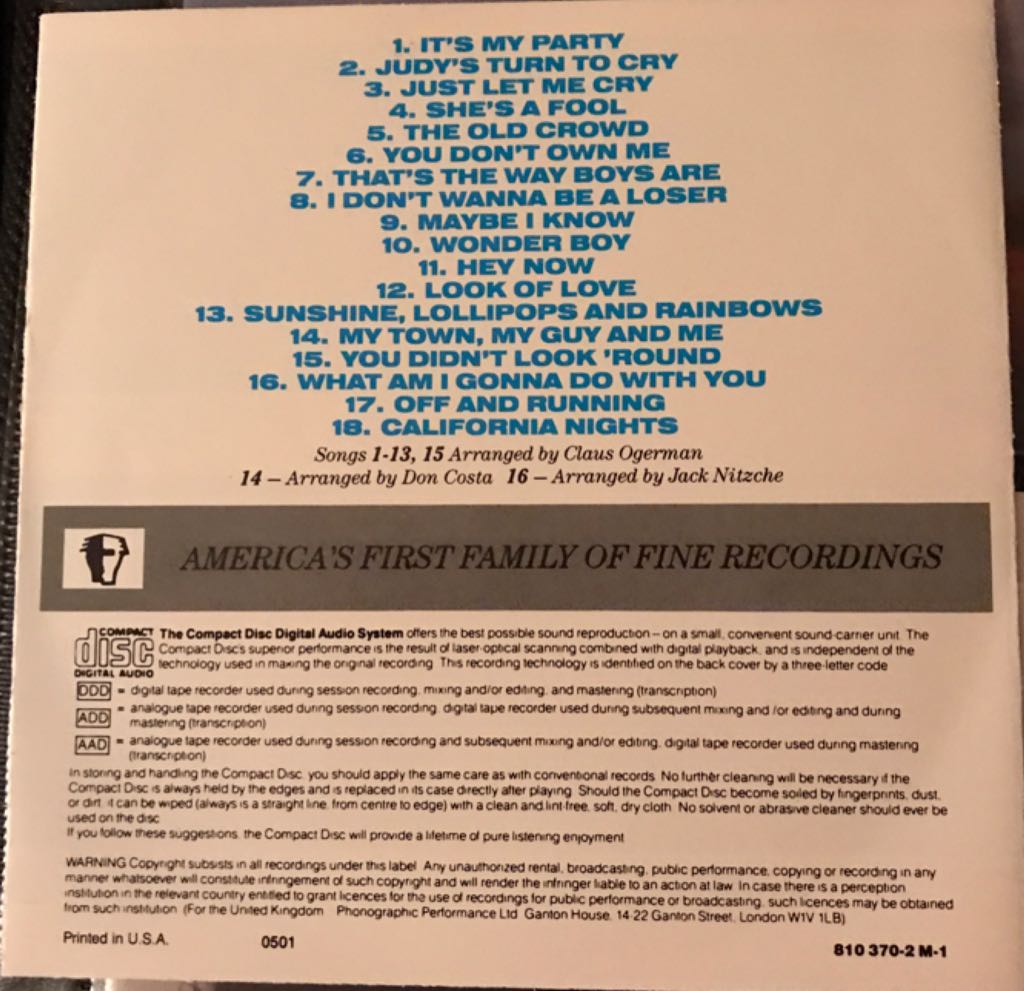 1. IT'S MY PARTY
2. JUDY'S TURN TO CRY
3. JUST LET ME CRY
4. SHE'S A FOOL
5. THE OLD CROWD
6. YOU DON'T OWN ME
7. THAT'S THE WAY BOYS ARE
8. I DON'T WANNA BE A LOSER
9. MAYBE I KNOW
10. WONDER BOY
11. HEY NOW
12. LOOK OF LOVE
13. SUNSHINE, LOLLIPOPS AND RAINBOWS
14. MY TOWN, MY GUY AND ME
15. YOU DIDN'T LOOK 'ROUND
16. WHAT AM I GONNA DO WITH YOU
17. OFF AND RUNNING
18. CALIFORNIA NIGHTS
Songs 1-13, 15 Arranged by Claus Ogerman
14 – Arranged by Don Costa 16 – Arranged by Jack Nitzche
AMERICA'S FIRST FAMILY OF FINE RECORDINGS
COMPACT disc DIGITAL AUDIO
The Compact Disc Digital Audio System offers the best possible sound reproduction – on a small, convenient sound-carrier unit. The
Compact Disc's superior performance is the result of laser-optical scanning combined with digital playback, and is independent of the
technology used in making the original recording. This recording technology is identified on the back cover by a three-letter code
DDD = digital tape recorder used during session recording, mixing and/or editing, and mastering (transcription)
ADD = analogue tape recorder used during session recording, digital tape recorder used during subsequent mixing and /or editing and during
mastering (transcription)
AAD = analogue tape recorder used during session recording and subsequent mixing and/or editing, digital tape recorder used during mastering
(transcription)
In storing and handling the Compact Disc, you should apply the same care as with conventional records. No further cleaning will be necessary if the
Compact Disc is always held by the edges and is replaced in its case directly after playing. Should the Compact Disc become soiled by fingerprints, dust,
or dirt, it can be wiped (always is a straight line, from centre to edge) with a clean and lint-free, soft, dry cloth. No solvent or abrasive cleaner should ever be
used on the disc
If you follow these suggestions, the Compact Disc will provide a lifetime of pure listening enjoyment
WARNING Copyright subsists in all recordings under this label. Any unauthorized rental, broadcasting, public performance, copying or recording in any
manner whatsoever will constitute infringement of such copyright and will render the infringer liable to an action at law. In case there is a perception
institution in the relevant country entitled to grant licences for the use of recordings for public performance or broadcasting, such licences may be obtained
from such institution. (For the United Kingdom Phonographic Performance Ltd. Ganton House, 14-22 Ganton Street, London W1V 1LB)
Printed in U.S.A. 0501 810 370-2 M-1